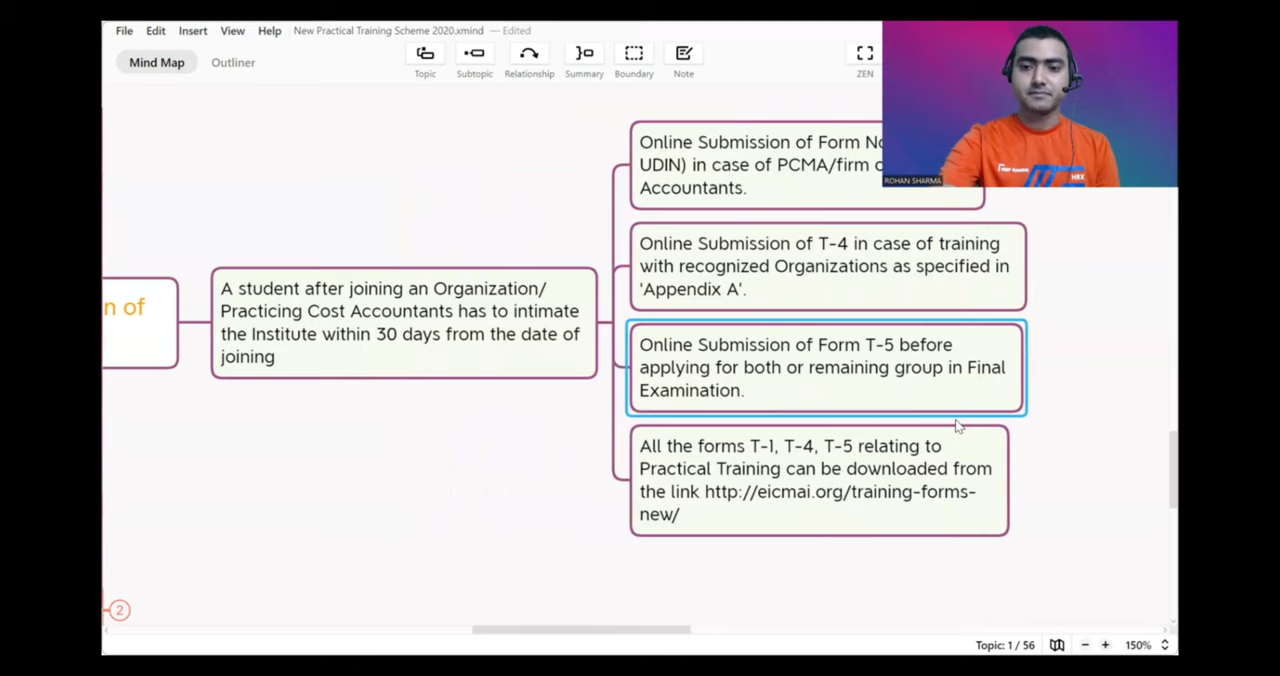 File Edit Insert View Help New Practical Training Scheme 2020.xmind — Edited
Mind Map Outliner
Topic Subtopic Relationship Summary Boundary Note ZEN
Online Submission of Form
UDIN) in case of PCMA/firm
Accountants.
ROHAN SHARMA
HRX
Online Submission of T-4 in case of training
with recognized Organizations as specified in
'Appendix A'.
n of
A student after joining an Organization/
Practicing Cost Accountants has to intimate
the Institute within 30 days from the date of
joining
Online Submission of Form T-5 before
applying for both or remaining group in Final
Examination.
All the forms T-1, T-4, T-5 relating to
Practical Training can be downloaded from
the link http://eicmai.org/training-forms-
new/
2
Topic: 1 / 56
150%